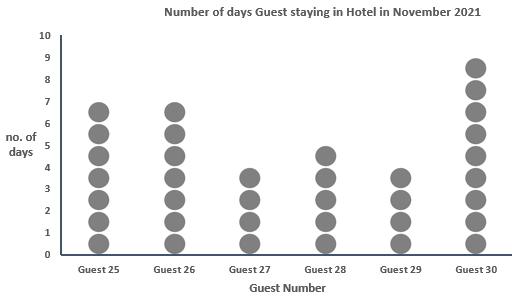 Number of days Guest staying in Hotel in November 2021
10
9
8
7
6
5
4
3
2
1
0
no. of
days
Guest 25 Guest 26 Guest 27 Guest 28 Guest 29 Guest 30
Guest Number